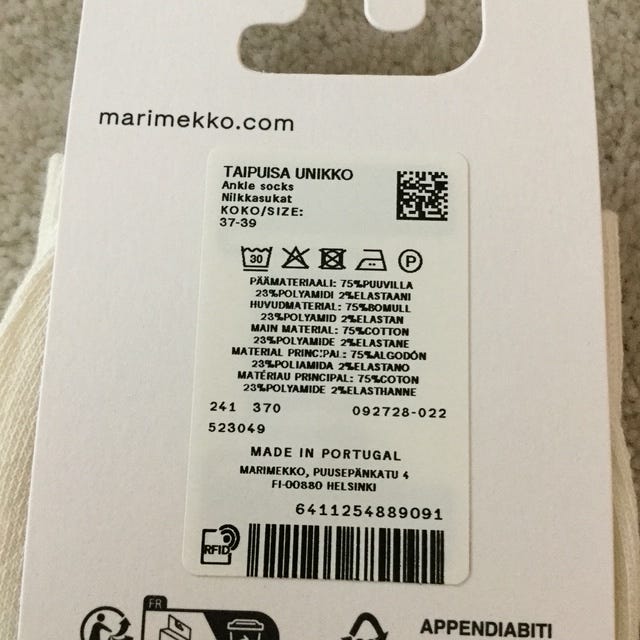 marimekko.com
TAIPUISA UNIKKO
Ankle socks
Nilkkasukat
KOKO/SIZE:
37-39
30
P
PÄÄMATERIAALI: 75%PUUVILLA
23%POLYAMIDI 2%ELASTAANI
HUVUDMATERIAL: 75%BOMULL
23%POLYAMID 2%ELASTAN
MAIN MATERIAL: 75%COTTON
23%POLYAMIDE 2%ELASTANE
MATERIAL PRINCIPAL: 75%ALGODÓN
23%POLIAMIDA 2%ELASTANO
MATÉRIAU PRINCIPAL: 75%COTON
23%POLYAMIDE 2%ELASTHANNE
241 370 092728-022
523049
MADE IN PORTUGAL
MARIMEKKO, PUUSEPÄNKATU 4
FI-00880 HELSINKI
6411254889091
RFID
FR
APPENDIABITI